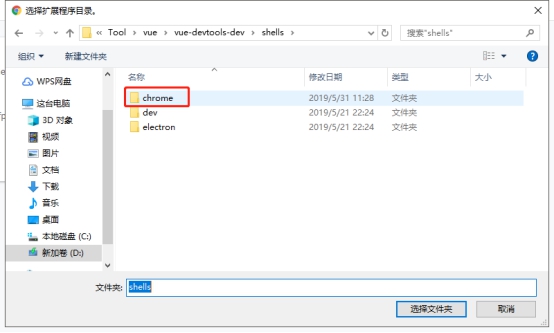 选择扩展程序目录。
« Tool › vue › vue-devtools-dev › shells ›
搜索"shells"
组织 新建文件夹
名称 修改日期 类型 大小
chrome 2019/5/31 11:28 文件夹
dev 2019/5/21 22:24 文件夹
electron 2019/5/21 22:24 文件夹
WPS网盘
这台电脑
3D 对象
视频
图片
文档
下载
音乐
桌面
本地磁盘 (C:)
新加卷 (D:)
文件夹: shells
选择文件夹 取消